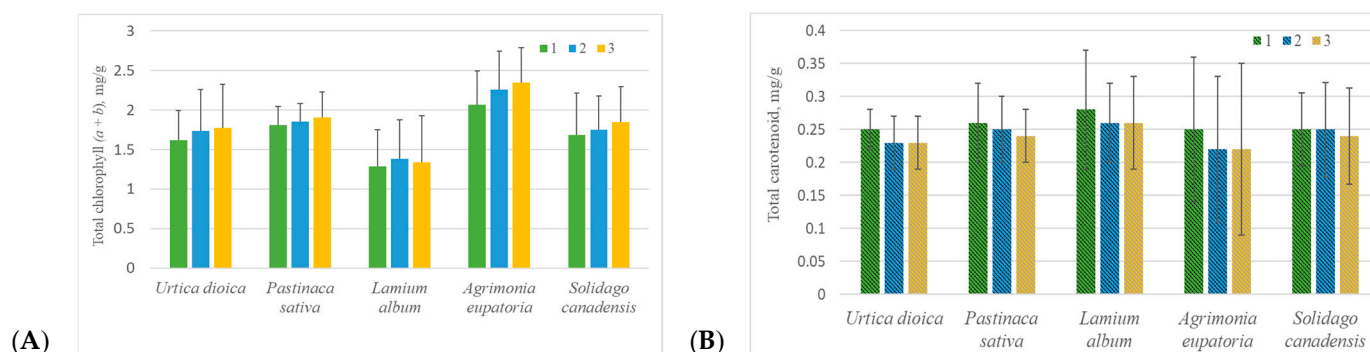 Total chlorophyll (a + b), mg/g
3
2.5
2
1.5
1
0.5
0
1 2 3
Urtica dioica Pastinaca sativa Lamium album Agrimonia eupatoria Solidago canadensis
(A)
Total carotenoid, mg/g
0.4
0.35
0.3
0.25
0.2
0.15
0.1
0.05
0
1 2 3
Urtica dioica Pastinaca sativa Lamium album Agrimonia eupatoria Solidago canadensis
(B)